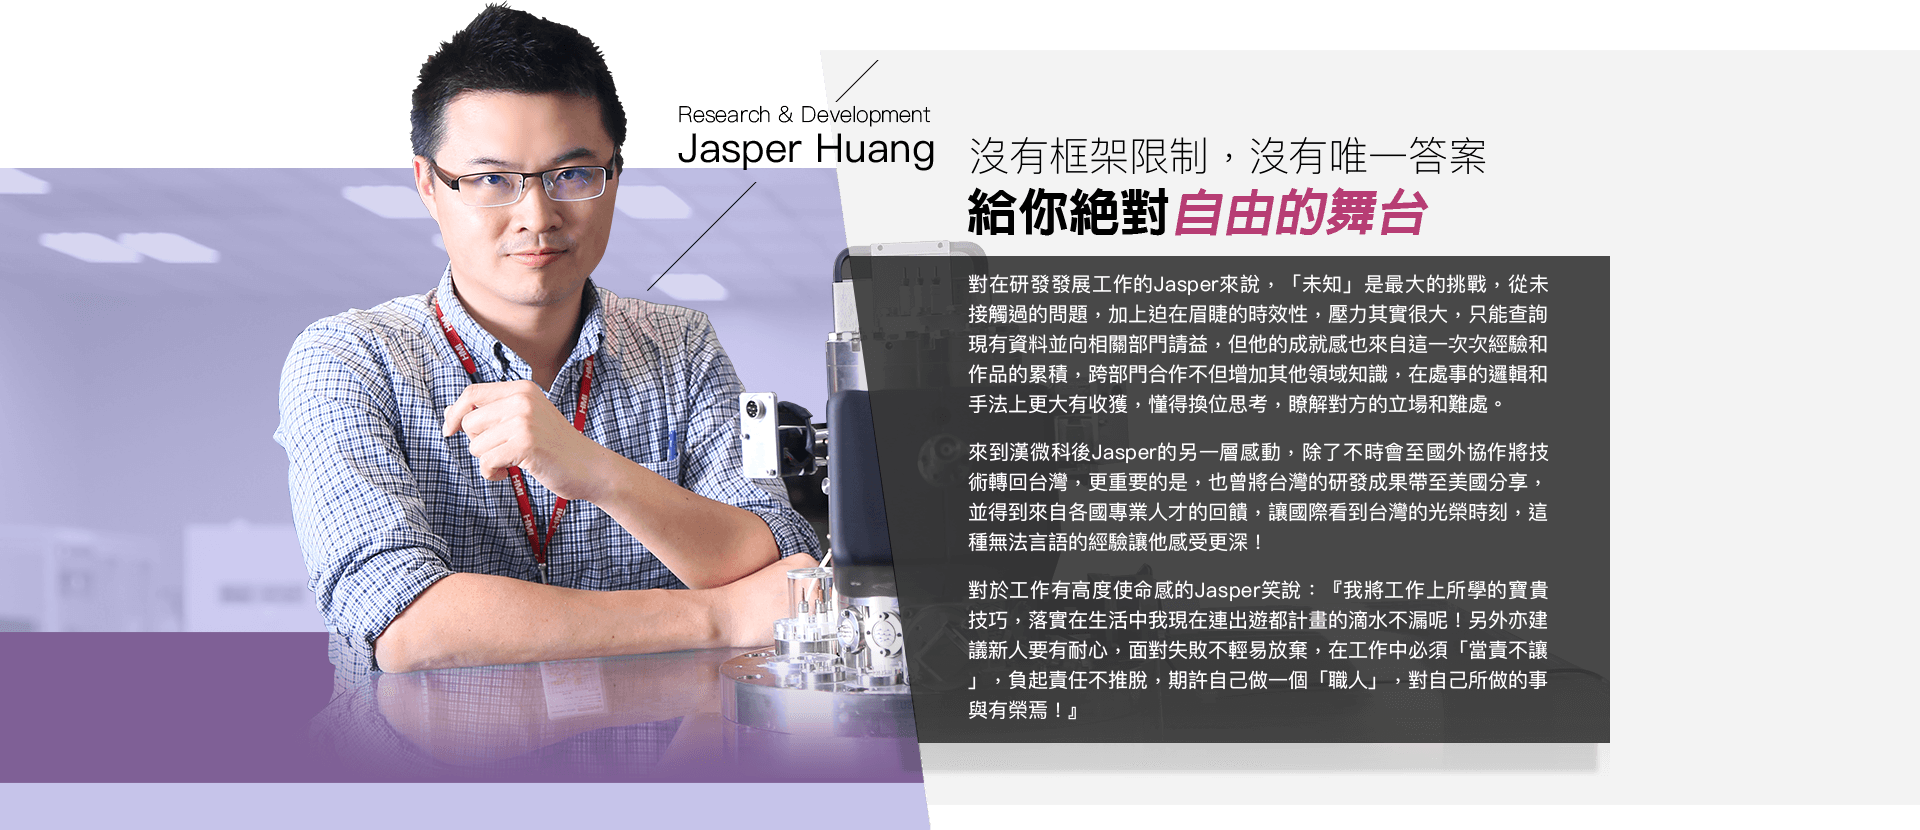 Research & Development
Jasper Huang
沒有框架限制，沒有唯一答案
給你絕對自由的舞台
對在研發發展工作的Jasper來說，「未知」是最大的挑戰，從未
接觸過的問題，加上迫在眉睫的時效性，壓力其實很大，只能查詢
現有資料並向相關部門請益，但他的成就感也來自這一次次經驗和
作品的累積，跨部門合作不但增加其他領域知識，在處事的邏輯和
手法上更大有收獲，懂得換位思考，瞭解對方的立場和難處。
來到漢微科後Jasper的另一層感動，除了不時會至國外協作將技
術轉回台灣，更重要的是，也曾將台灣的研發成果帶至美國分享，
並得到來自各國專業人才的回饋，讓國際看到台灣的光榮時刻，這
種無法言語的經驗讓他感受更深！
對於工作有高度使命感的Jasper笑說：『我將工作上所學的寶貴
技巧，落實在生活中我現在連出遊都計畫的滴水不漏呢！另外亦建
議新人要有耐心，面對失敗不輕易放棄，在工作中必須「當責不讓
」，負起責任不推脫，期許自己做一個「職人」，對自己所做的事
與有榮焉！』
HMI
HMI
HMI
HMI
HMI